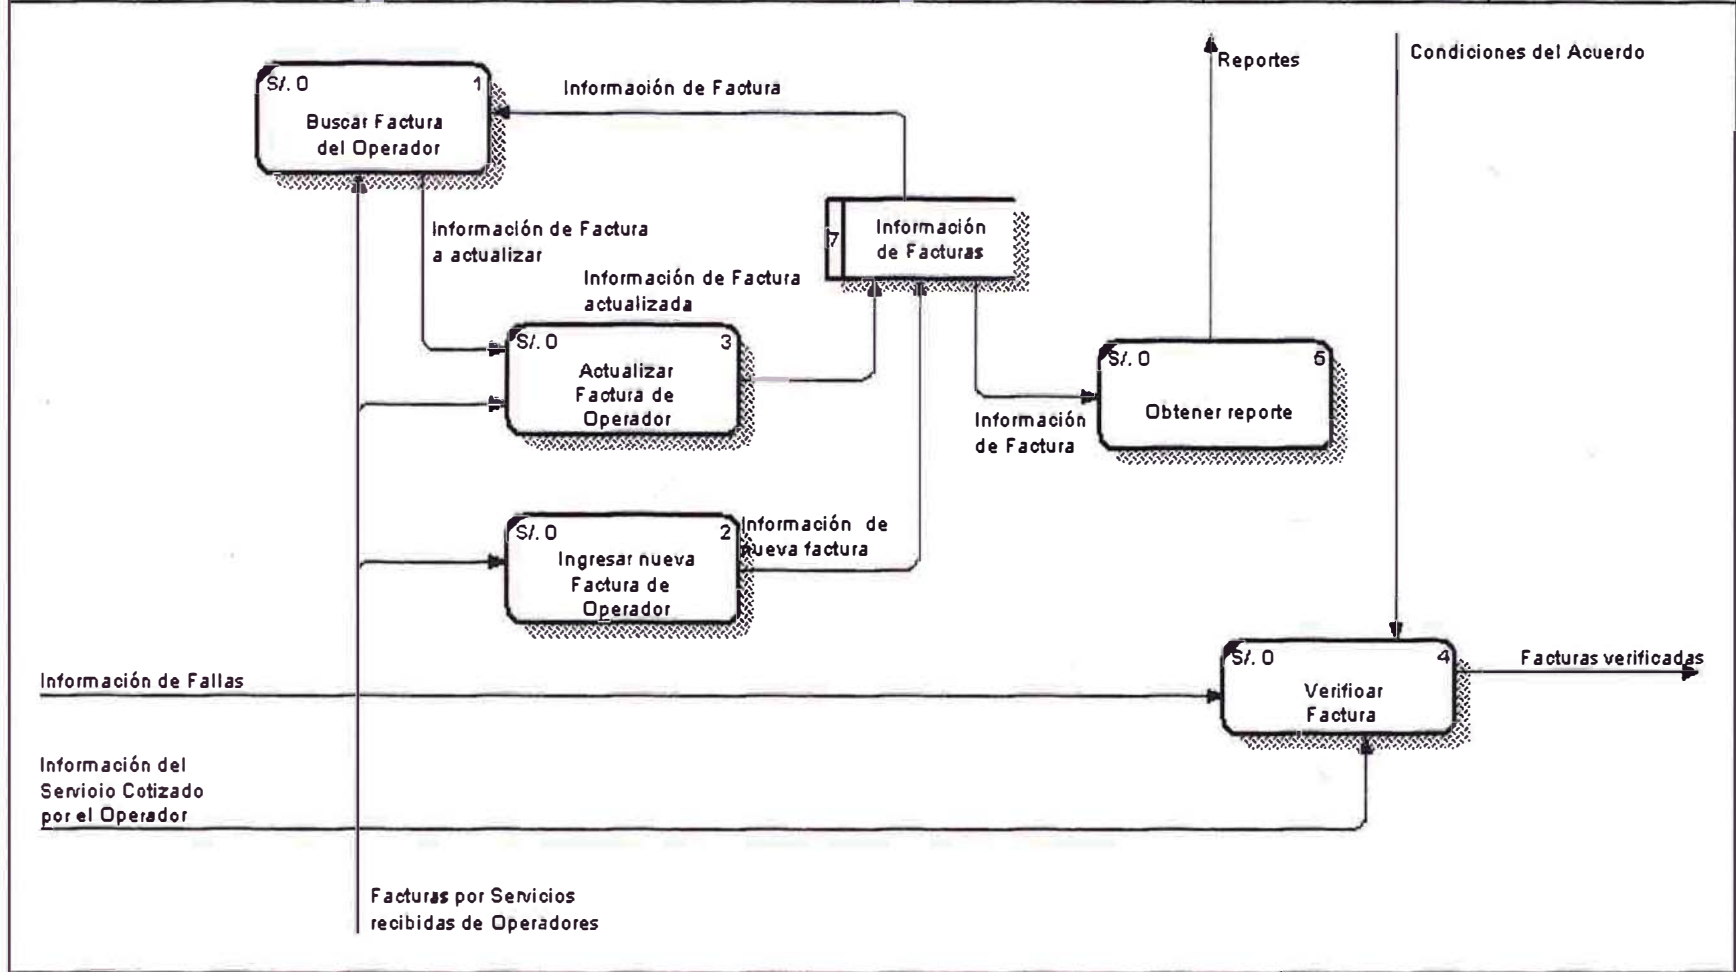 S/. 0 1
Buscar Factura
del Operador
Información de Factura
Reportes
Condiciones del Acuerdo
Información de Factura
a actualizar
7
Información
de Facturas
Información de Factura
actualizada
S/. 0 3
Actualizar
Factura de
Operador
S/. 0 5
Obtener reporte
Información
de Factura
S/. 0 2
Ingresar nueva
Factura de
Operador
Información de
nueva factura
S/. 0 4
Verificar
Factura
Facturas verificadas
Información de Fallas
Información del
Servicio Cotizado
por el Operador
Facturas por Servicios
recibidas de Operadores